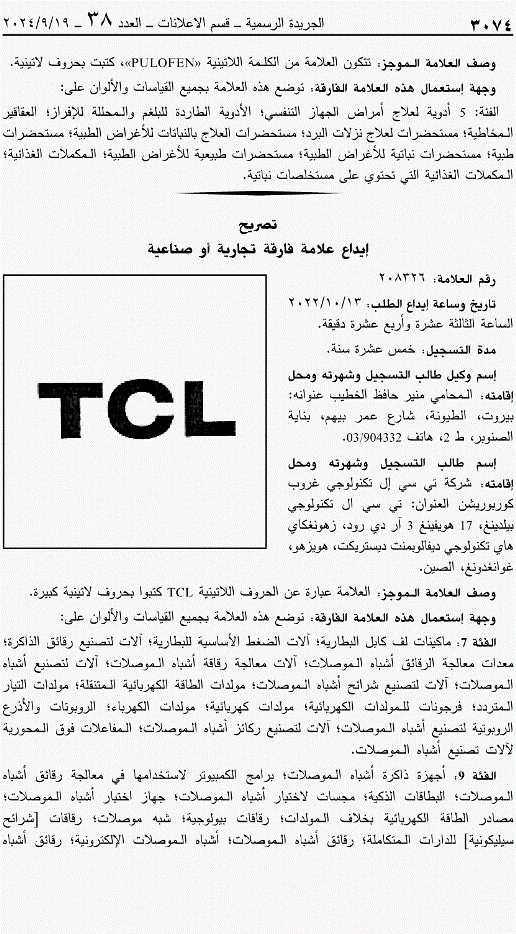 ٣٠٧٤ الجريدة الرسمية ــ قسم الاعلانات ــ العدد ٣٨ ــ ٢٠٢٤/٩/١٩
وصف العلامة الموجز: تتكون العلامة من الكلمة اللاتينية «PULOFEN»، كتبت بحروف لاتينية.
وجهة إستعمال هذه العلامة الفارقة: توضع هذه العلامة بجميع القياسات والألوان على:
الفئة: 5 أدوية لعلاج أمراض الجهاز التنفسي؛ الأدوية الطاردة للبلغم والمحللة للإفراز؛ العقاقير
المخاطية؛ مستحضرات لعلاج نزلات البرد؛ مستحضرات العلاج بالنباتات للأغراض الطبية؛ مستحضرات
طبية؛ مستحضرات نباتية للأغراض الطبية؛ مستحضرات طبيعية للأغراض الطبية؛ المكملات الغذائية؛
المكملات الغذائية التي تحتوي على مستخلصات نباتية.
تصريح
إيداع علامة فارقة تجارية أو صناعية
رقم العلامة: ٢٠٨٣٢٦
تاريخ وساعة إيداع الطلب: ٢٠٢٢/١٠/١٣
الساعة الثالثة عشرة وأربع عشرة دقيقة.
مدة التسجيل: خمس عشرة سنة.
إسم وكيل طالب التسجيل وشهرته ومحل
إقامته: المحامي منير حافظ الخطيب عنوانه:
بيروت، الطيونة، شارع عمر بيهم، بناية
الصنوبر، ط 2، هاتف 03/904332.
إسم طالب التسجيل وشهرته ومحل
إقامته: شركة تي سي إل تكنولوجي غروب
كوربوريشن العنوان: تي سي ال تكنولوجي
بيلدينغ، 17 هويفينغ 3 آر دي رود، زهونغكاي
هاي تكنولوجي ديفالوبمنت ديستريكت، هويزهو،
غوانغدونغ، الصين.
TCL
وصف العلامة الموجز: العلامة عبارة عن الحروف اللاتينية TCL كتبوا بحروف لاتينية كبيرة.
وجهة إستعمال هذه العلامة الفارقة: توضع هذه العلامة بجميع القياسات والألوان على:
الفئة 7: ماكينات لف كابل البطارية؛ ألات الضغط الأساسية للبطارية؛ آلات لتصنيع رقائق الذاكرة؛
معدات معالجة الرقائق أشباه الموصلات؛ آلات معالجة رقاقة أشباه الموصلات؛ آلات لتصنيع أشباه
الموصلات؛ آلات لتصنيع شرائح أشباه الموصلات؛ مولدات الطاقة الكهربائية المتنقلة؛ مولدات التيار
المتردد؛ فرجونات للمولدات الكهربائية؛ مولدات كهربائية؛ مولدات الكهرباء؛ الروبوتات والأذرع
الروبوتية لتصنيع أشباه الموصلات؛ آلات لتصنيع ركائز أشباه الموصلات؛ المفاعلات فوق المحورية
لآلات تصنيع أشباه الموصلات.
الفئة 9: أجهزة ذاكرة أشباه الموصلات؛ برامج الكمبيوتر لاستخدامها في معالجة رقائق أشباه
الموصلات؛ البطاقات الذكية؛ مجسات لاختبار أشباه الموصلات؛ جهاز اختبار أشباه الموصلات؛
مصادر الطاقة الكهربائية بخلاف المولدات؛ رقاقات بيولوجية؛ شبه موصلات؛ رقاقات [شرائح
سيليكونية] للدارات المتكاملة؛ رقائق أشباه الموصلات؛ أشباه الموصلات الإلكترونية؛ رقائق أشباه